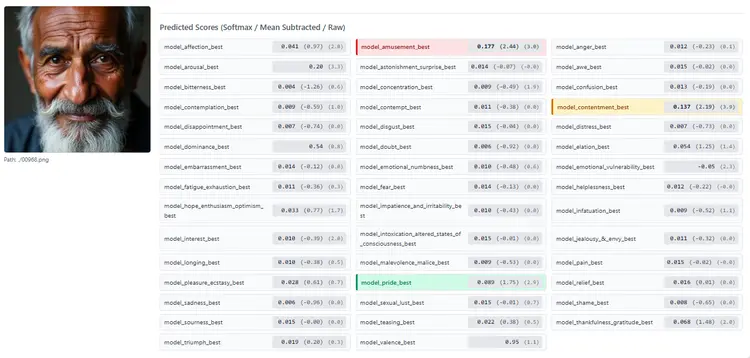 Predicted Scores (Softmax / Mean Subtracted / Raw)
model_affection_best 0.041 (0.97) (2.8)
model_amusement_best 0.177 (2.44) (3.0)
model_anger_best 0.012 (-0.23) (0.1)
model_arousal_best 0.20 (3.3)
model_astonishment_surprise_best 0.014 (-0.07) (-0.0)
model_awe_best 0.015 (-0.02) (-0.0)
model_bitterness_best 0.004 (-1.26) (0.6)
model_concentration_best 0.009 (-0.49) (1.9)
model_confusion_best 0.013 (-0.19) (0.0)
model_contemplation_best 0.009 (-0.59) (1.0)
model_contempt_best 0.011 (-0.38) (0.0)
model_contentment_best 0.137 (2.19) (3.0)
model_disappointment_best 0.007 (-0.74) (0.0)
model_disgust_best 0.015 (-0.04) (0.0)
model_distress_best 0.007 (-0.73) (0.0)
model_dominance_best 0.54 (0.8)
model_doubt_best 0.006 (-0.92) (0.0)
model_elation_best 0.054 (1.25) (1.4)
model_embarrassment_best 0.014 (-0.12) (0.0)
model_emotional_numbness_best 0.010 (-0.48) (0.6)
model_emotional_vulnerability_best -0.05 (2.3)
model_fatigue_exhaustion_best 0.011 (-0.36) (0.3)
model_fear_best 0.014 (-0.13) (0.0)
model_helplessness_best 0.012 (-0.22) (-0.0)
model_hope_enthusiasm_optimism_
best 0.033 (0.77) (1.7)
model_impatience_and_irritability_be
st 0.010 (-0.43) (0.0)
model_infatuation_best 0.009 (-0.52) (1.1)
model_interest_best 0.010 (-0.39) (2.0)
model_intoxication_altered_states_of
_consciousness_best 0.015 (-0.01) (0.0)
model_jealousy_&_envy_best 0.011 (-0.32) (0.0)
model_longing_best 0.010 (-0.38) (0.5)
model_malevolence_malice_best 0.009 (-0.53) (0.0)
model_pain_best 0.015 (-0.02) (-0.0)
Path: ../00966.png
model_pleasure_ecstasy_best 0.028 (0.61) (0.7)
model_pride_best 0.089 (1.75) (2.9)
model_relief_best 0.016 (0.01) (0.0)
model_sadness_best 0.006 (-0.96) (0.0)
model_sexual_lust_best 0.015 (-0.01) (0.7)
model_shame_best 0.008 (-0.65) (0.0)
model_sourness_best 0.015 (-0.00) (0.0)
model_teasing_best 0.022 (0.38) (0.5)
model_thankfulness_gratitude_best 0.068 (1.48) (2.0)
model_triumph_best 0.019 (0.20) (0.3)
model_valence_best 0.95 (1.1)